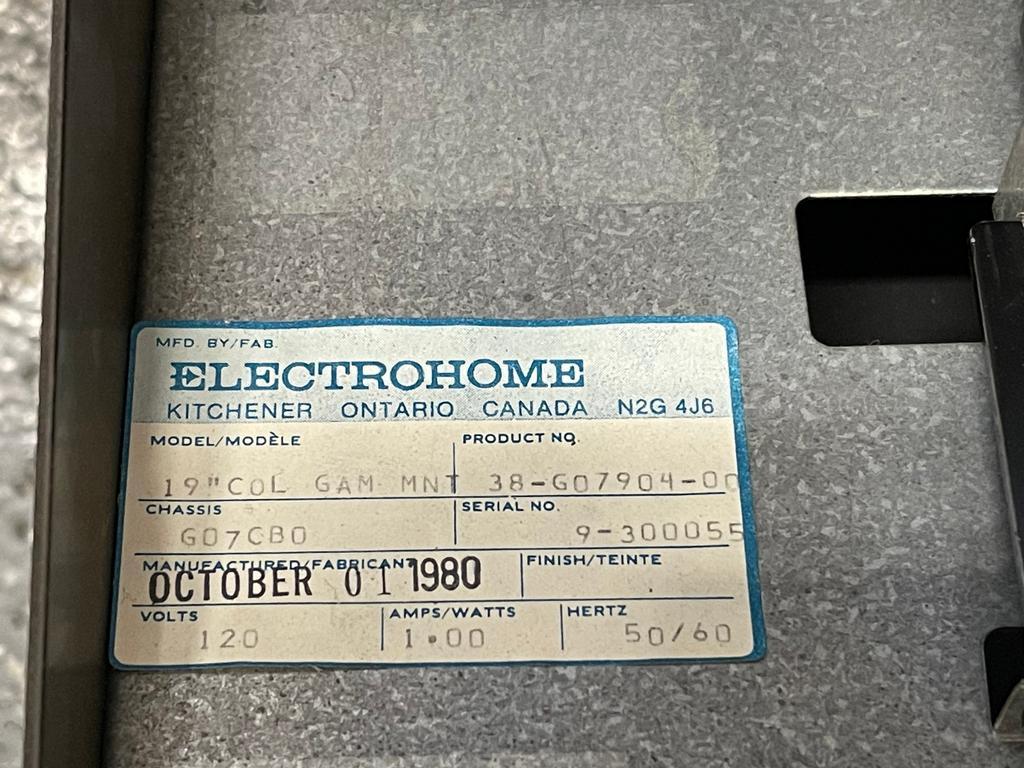 MFD. BY/FAB.
ELECTROHOME
KITCHENER ONTARIO CANADA N2G 4J6
MODEL/MODÈLE PRODUCT NO.
19"COL GAM MNT 38-G07904-00
CHASSIS SERIAL NO.
G07CBO 9-300055
MANUFACTURED/FABRICANT FINISH/TEINTE
OCTOBER 01 1980
VOLTS AMPS/WATTS HERTZ
120 1.00 50/60